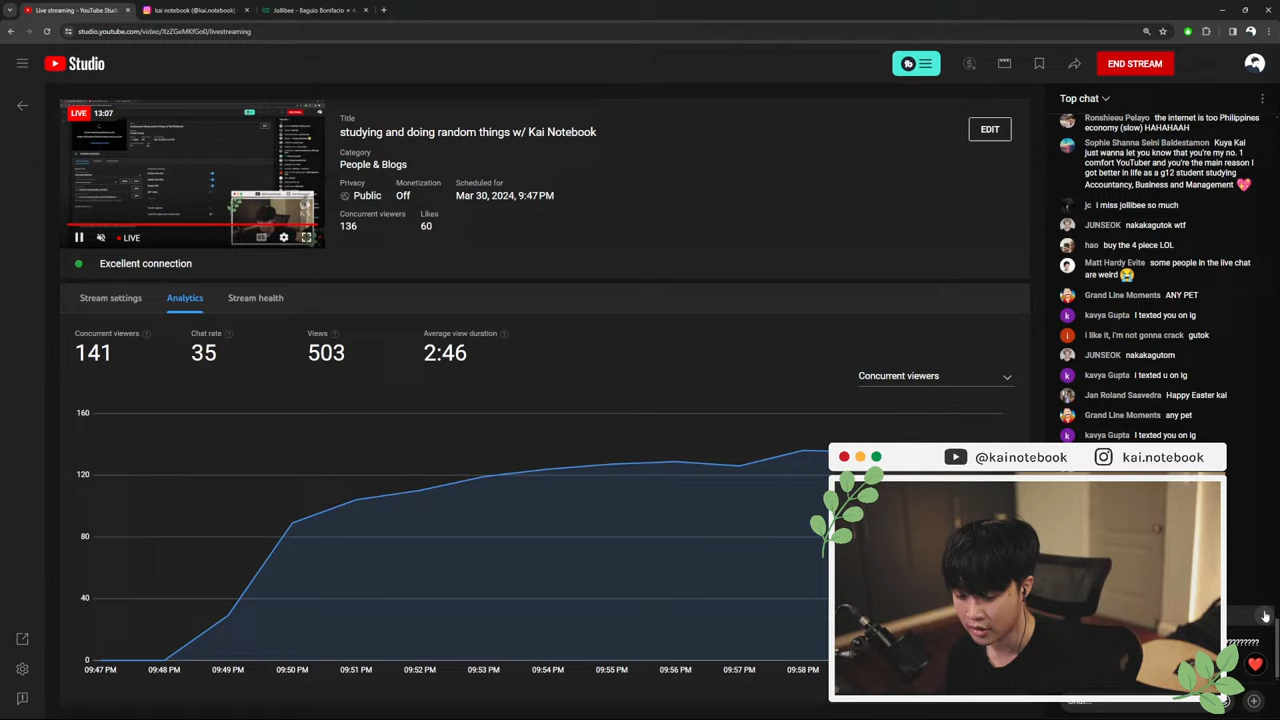 Live streaming - YouTube Stud
kai notebook (@kai.notebook)
Jollibee - Baguio Bonifacio
studio.youtube.com/video/XzZGeMKfGo0/livestreaming
Studio
END STREAM
LIVE 13:07
LIVE
Title
studying and doing random things w/ Kai Notebook
EDIT
Category
People & Blogs
Privacy
Public
Monetization
Off
Scheduled for
Concurrent viewers
136
Likes
60
Excellent connection
Stream settings
Analytics
Stream health
Concurrent viewers
141
Chat rate
35
Views
503
Average view duration
2:46
Concurrent viewers
160
120
80
40
0
09:47 PM
09:48 PM
09:49 PM
09:50 PM
09:51 PM
09:52 PM
09:53 PM
09:54 PM
09:55 PM
09:56 PM
09:57 PM
09:58 PM
Top chat
Ronshieeu Pelayo the internet is too Philippines
economy (slow) HAHAHAAH
Sophie Shanna Seini Baldestamon Kuya Kai
just wanna let you know that you're my no. 1
comfort YouTuber and you're the main reason I
got better in life as a g12 student studying
Accountancy, Business and Management
jc i miss jollibee so much
JUNSEOK nakakagutok wtf
hao buy the 4 piece LOL
Matt Hardy Evite some people in the live chat
are weird
Grand Line Moments ANY PET
kavya Gupta I texted you on ig
i like it, i'm not gonna crack gutok
JUNSEOK nakakagutom
kavya Gupta I texted u on ig
Jan Roland Saavedra Happy Easter kai
Grand Line Moments any pet
kavya Gupta I texted you on ig
@kainotebook
kai.notebook
????????